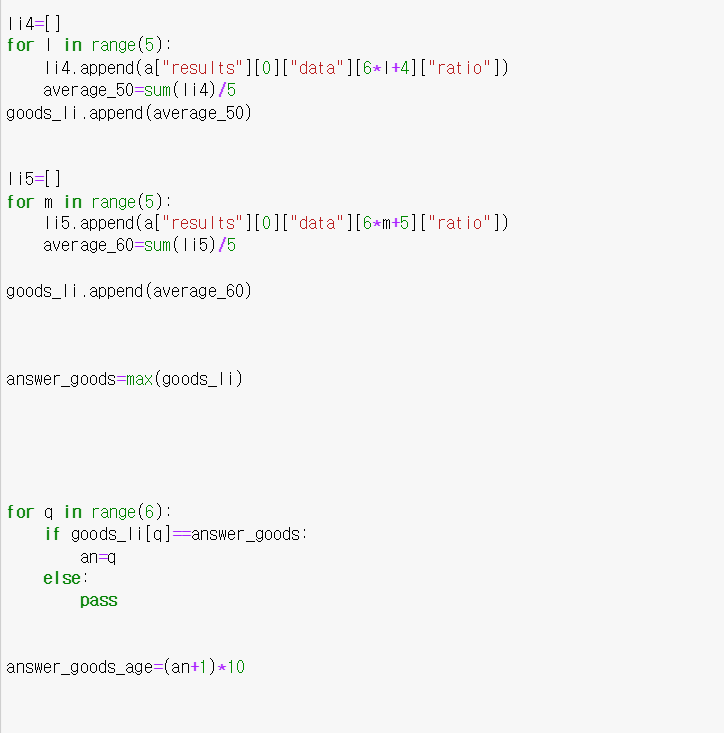 li4=[]
for l in range(5):
    li4.append(a["results"][0]["data"][6*l+4]["ratio"])
    average_50=sum(li4)/5
goods_li.append(average_50)
li5=[]
for m in range(5):
    li5.append(a["results"][0]["data"][6*m+5]["ratio"])
    average_60=sum(li5)/5
goods_li.append(average_60)
answer_goods=max(goods_li)
for q in range(6):
    if goods_li[q]==answer_goods:
        an=q
    else:
        pass
answer_goods_age=(an+1)*10